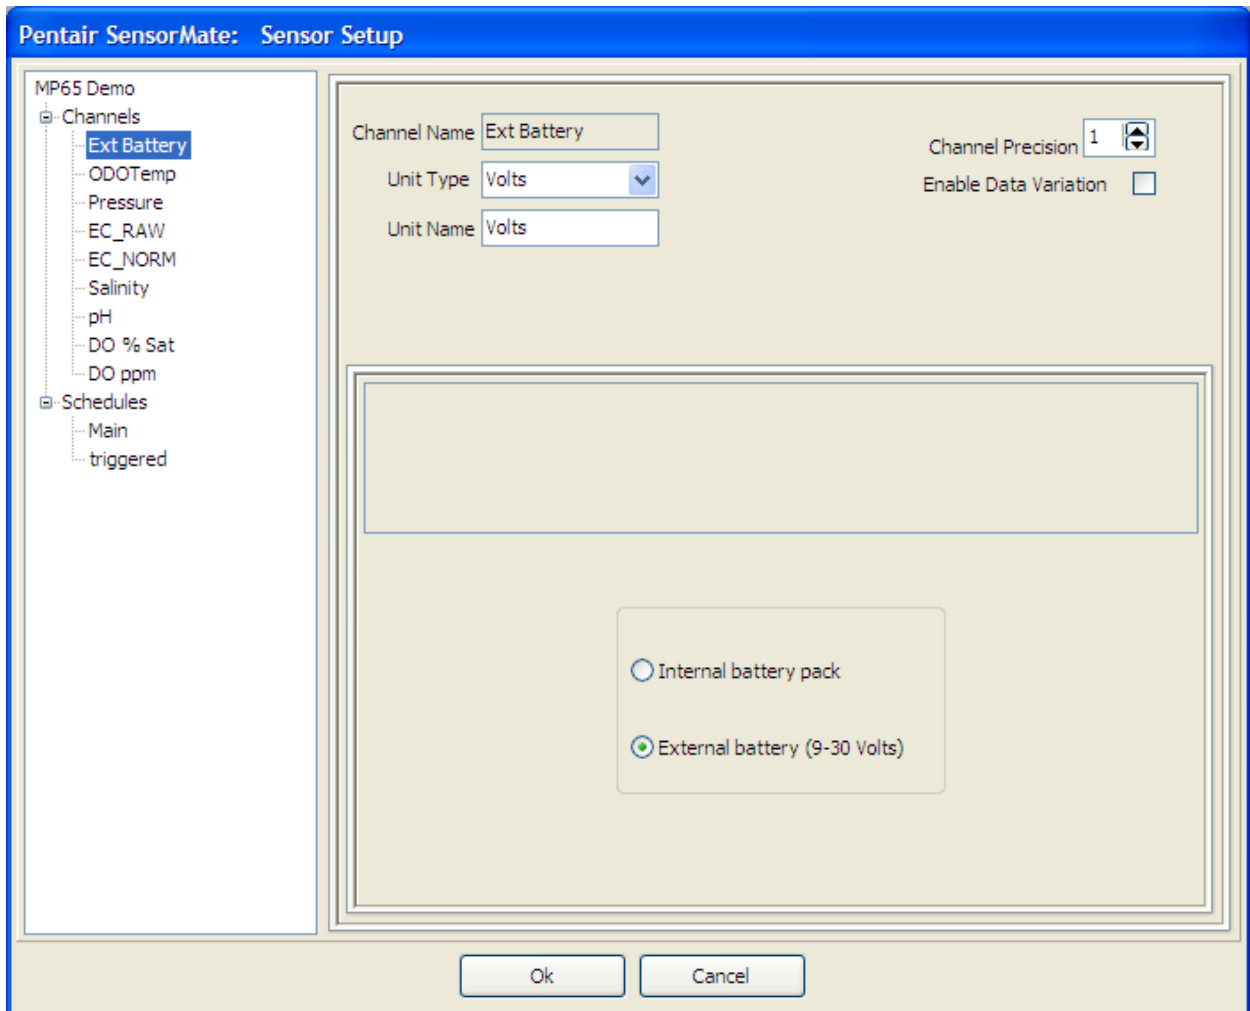 Pentair SensorMate: Sensor Setup
MP65 Demo
Channels
Ext Battery
ODOTemp
Pressure
EC_RAW
EC_NORM
Salinity
pH
DO % Sat
DO ppm
Schedules
Main
triggered
Channel Name Ext Battery
Unit Type Volts
Unit Name Volts
Channel Precision 1
Enable Data Variation
Internal battery pack
External battery (9-30 Volts)
Ok
Cancel